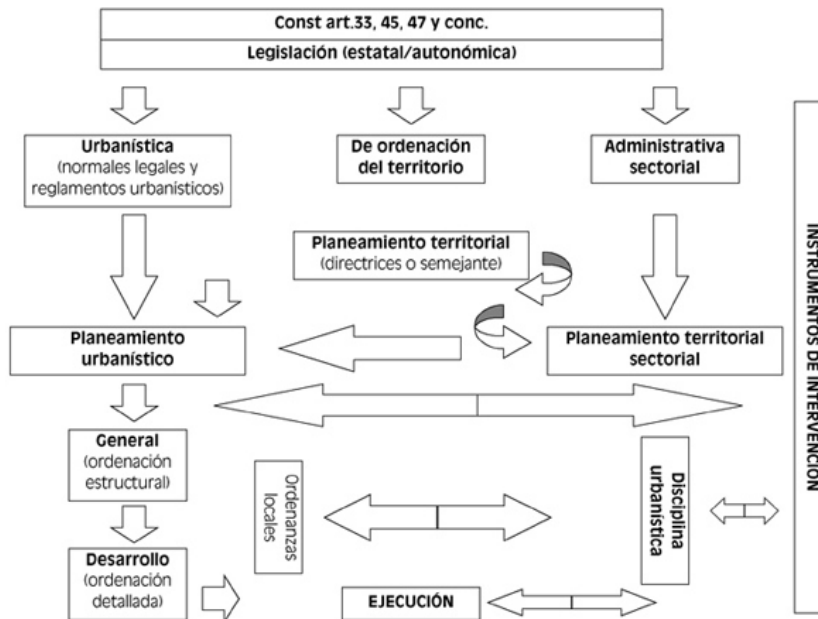 Const art.33, 45, 47 y conc.
Legislación (estatal/autonómica)
Urbanística
(normales legales y
reglamentos urbanísticos)
De ordenación
del territorio
Administrativa
sectorial
Planeamiento territorial
(directrices o semejante)
Planeamiento
urbanístico
Planeamiento territorial
sectorial
General
(ordenación
estructural)
Ordenanzas
locales
Disciplina
urbanística
Desarrollo
(ordenación
detallada)
EJECUCIÓN
INSTRUMENTOS DE INTERVENCIÓN